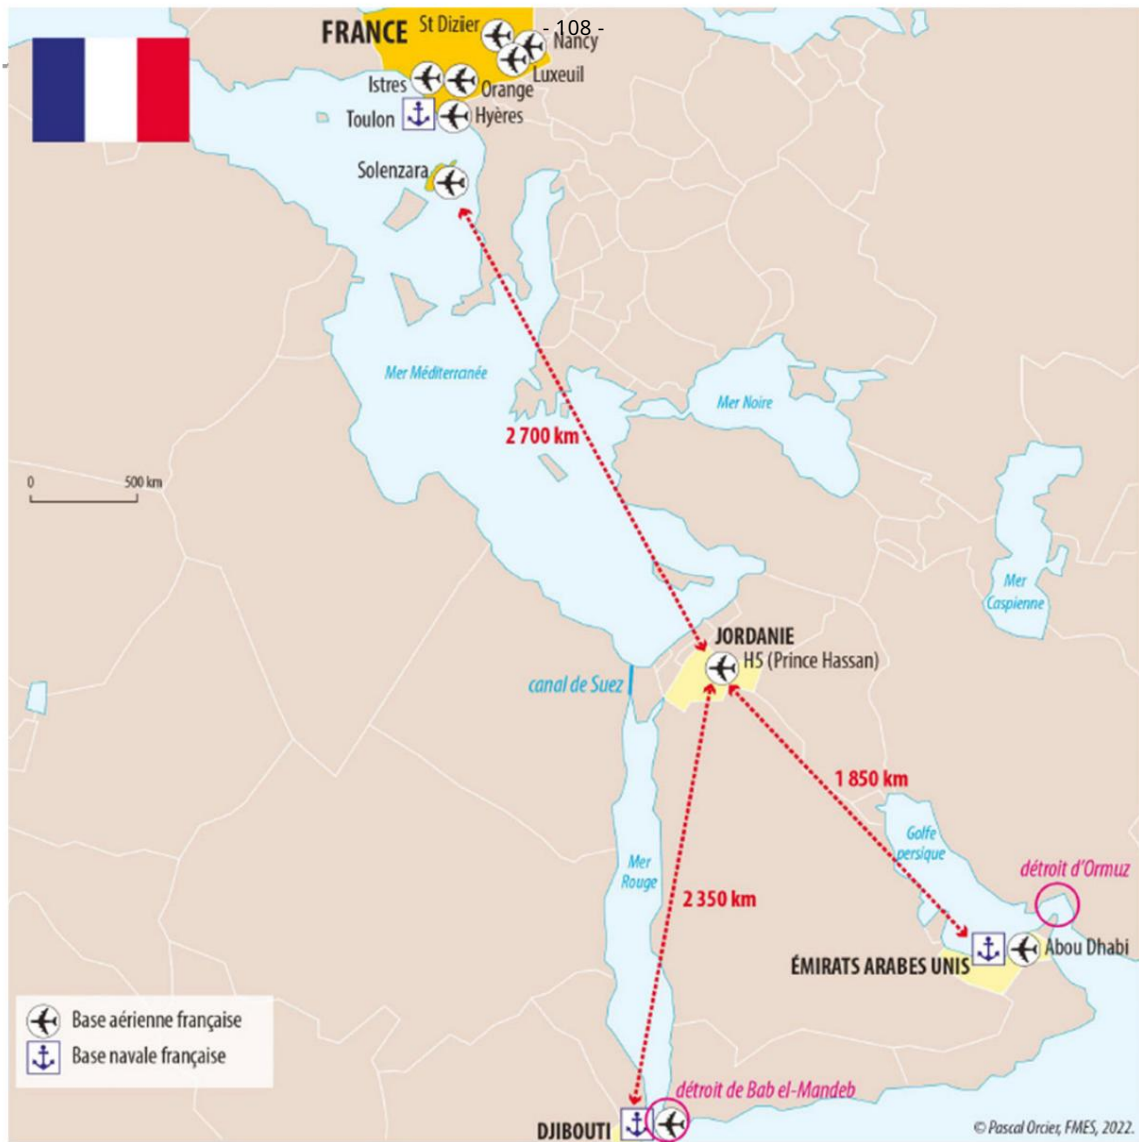 - 108 -
FRANCE
St Dizier
Nancy
Luxeuil
Istres
Orange
Toulon
Hyères
Solenzara
Mer Méditerranée
Mer Noire
2 700 km
0 500 km
Mer
Caspienne
JORDANIE
H5 (Prince Hassan)
canal de Suez
1 850 km
Golfe
persique
Mer
Rouge
détroit d'Ormuz
2 350 km
Abou Dhabi
ÉMIRATS ARABES UNIS
Base aérienne française
Base navale française
détroit de Bab el-Mandeb
DJIBOUTI
© Pascal Orcier, FMES, 2022.